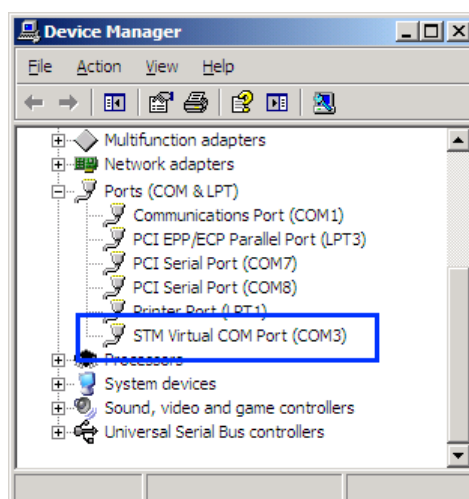 Device Manager
File Action View Help
Multifunction adapters
Network adapters
Ports (COM & LPT)
Communications Port (COM1)
PCI EPP/ECP Parallel Port (LPT3)
PCI Serial Port (COM7)
PCI Serial Port (COM8)
Printer Port (LPT1)
STM Virtual COM Port (COM3)
Processors
System devices
Sound, video and game controllers
Universal Serial Bus controllers